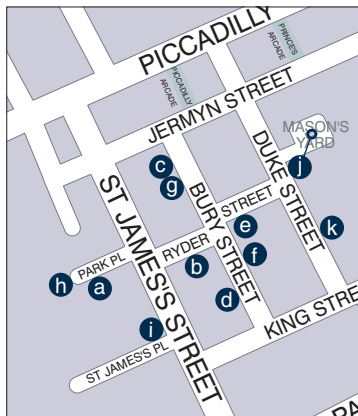 PICCADILLY
PRINCES
ARCADE
PICCADILLY
ARCADE
JERMYN STREET
MASON'S
YARD
DUKE STREET
BURY STREET
ST JAMES'S STREET
RYDER STREET
PARK PL
ST JAMES'S PL
KING STRE
PA
c
g
j
e
k
f
b
h
a
d
i